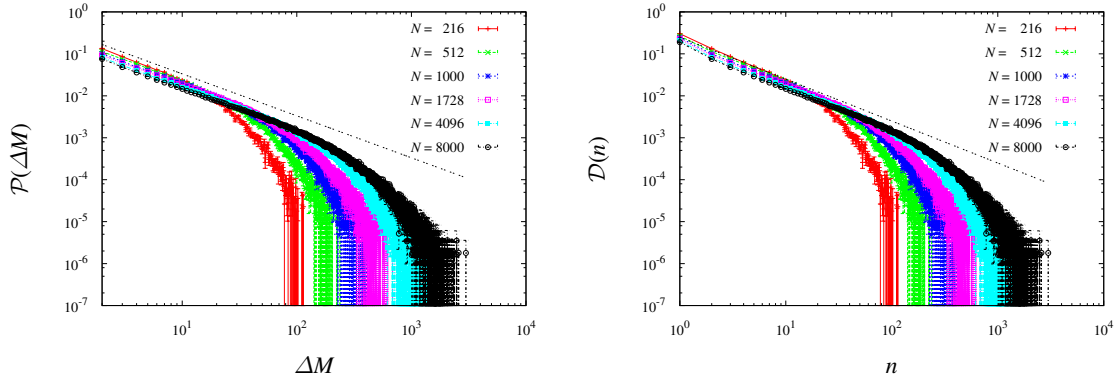 10^0
10^-1
10^-2
10^-3
10^-4
10^-5
10^-6
10^-7
P(ΔM)
N = 216
N = 512
N = 1000
N = 1728
N = 4096
N = 8000
10^1
10^2
10^3
10^4
ΔM
10^0
10^-1
10^-2
10^-3
10^-4
10^-5
10^-6
10^-7
D(n)
N = 216
N = 512
N = 1000
N = 1728
N = 4096
N = 8000
10^0
10^1
10^2
10^3
10^4
n